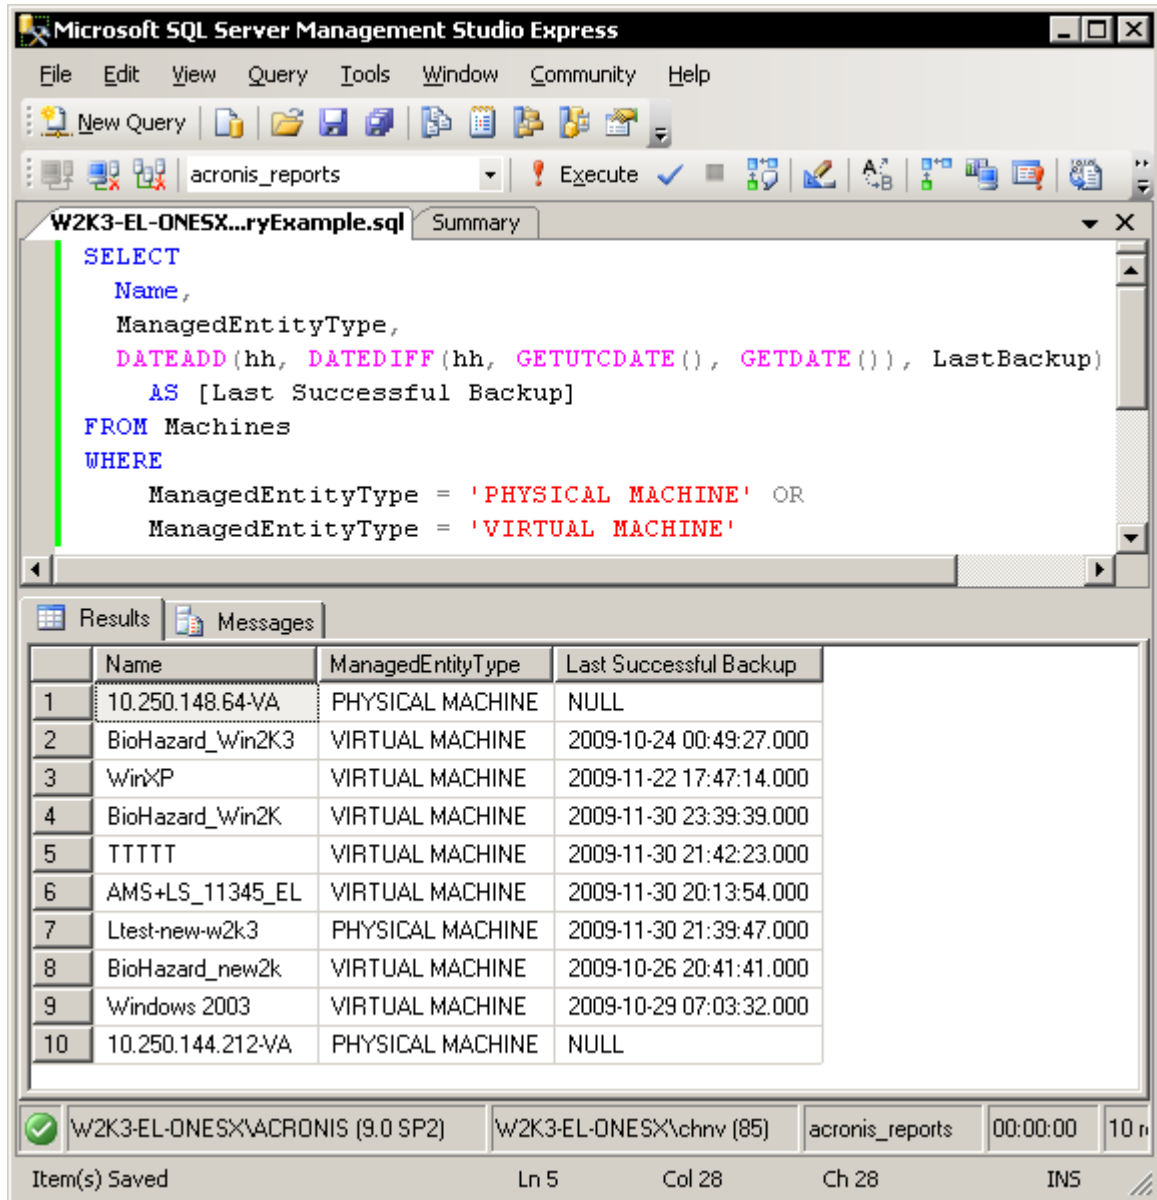 Microsoft SQL Server Management Studio Express
File Edit View Query Tools Window Community Help
New Query
acronis_reports Execute
W2K3-EL-ONESX...ryExample.sql Summary
SELECT
Name,
ManagedEntityType,
DATEADD(hh, DATEDIFF(hh, GETUTCDATE(), GETDATE()), LastBackup)
AS [Last Successful Backup]
FROM Machines
WHERE
ManagedEntityType = 'PHYSICAL MACHINE' OR
ManagedEntityType = 'VIRTUAL MACHINE'
Results Messages
Name ManagedEntityType Last Successful Backup
1 10.250.148.64-VA PHYSICAL MACHINE NULL
2 BioHazard_Win2K3 VIRTUAL MACHINE 2009-10-24 00:49:27.000
3 WinXP VIRTUAL MACHINE 2009-11-22 17:47:14.000
4 BioHazard_Win2K VIRTUAL MACHINE 2009-11-30 23:39:39.000
5 TTTTT VIRTUAL MACHINE 2009-11-30 21:42:23.000
6 AMS+LS_11345_EL VIRTUAL MACHINE 2009-11-30 20:13:54.000
7 Ltest-new-w2k3 PHYSICAL MACHINE 2009-11-30 21:39:47.000
8 BioHazard_new2k VIRTUAL MACHINE 2009-10-26 20:41:41.000
9 Windows 2003 VIRTUAL MACHINE 2009-10-29 07:03:32.000
10 10.250.144.212-VA PHYSICAL MACHINE NULL
W2K3-EL-ONESX\ACRONIS (9.0 SP2) W2K3-EL-ONESX\chnv (85) acronis_reports 00:00:00 10
Item(s) Saved Ln 5 Col 28 Ch 28 INS